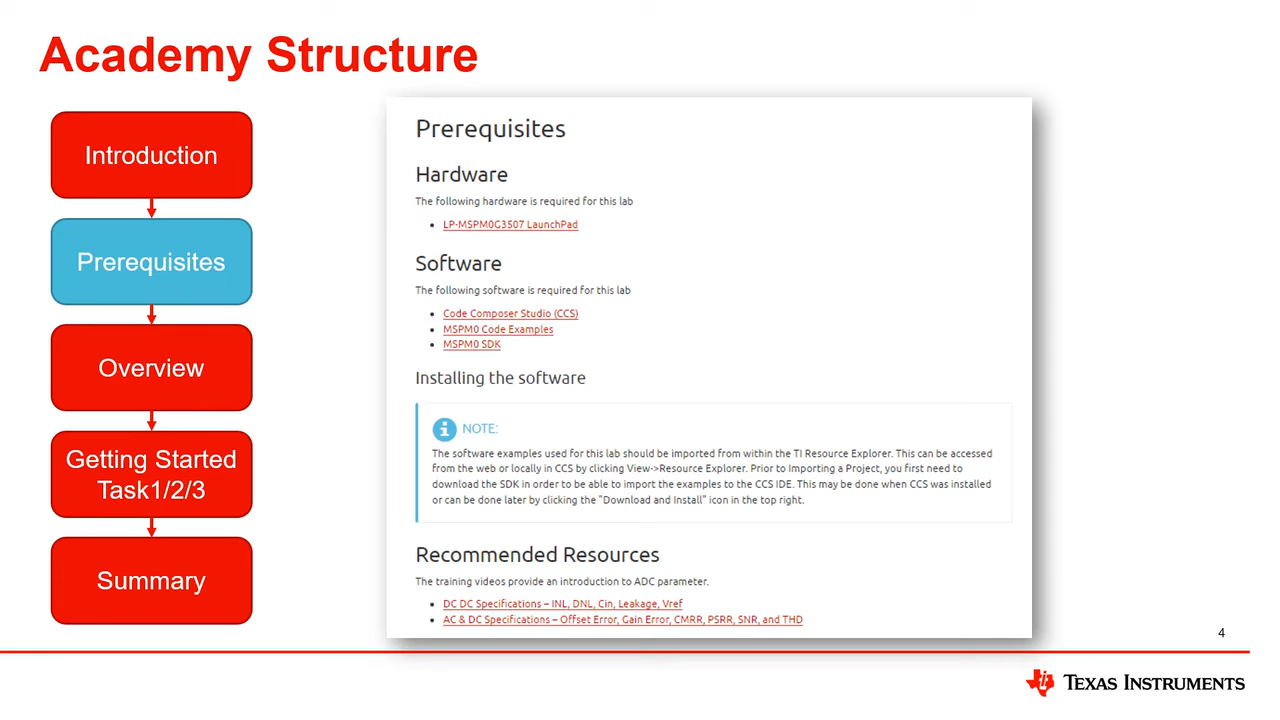 Academy Structure
Introduction
Prerequisites
Overview
Getting Started
Task1/2/3
Summary
Prerequisites
Hardware
The following hardware is required for this lab
LP-MSPM0G3507 LaunchPad
Software
The following software is required for this lab
Code Composer Studio (CCS)
MSPM0 Code Examples
MSPM0 SDK
Installing the software
NOTE:
The software examples used for this lab should be imported from within the TI Resource Explorer. This can be accessed
from the web or locally in CCS by clicking View->Resource Explorer. Prior to Importing a Project, you first need to
download the SDK in order to be able to import the examples to the CCS IDE. This may be done when CCS was installed
or can be done later by clicking the "Download and Install" icon in the top right.
Recommended Resources
The training videos provide an introduction to ADC parameter.
DC DC Specifications – INL, DNL, Cin, Leakage, Vref
AC & DC Specifications – Offset Error, Gain Error, CMRR, PSRR, SNR, and THD
4
TEXAS INSTRUMENTS